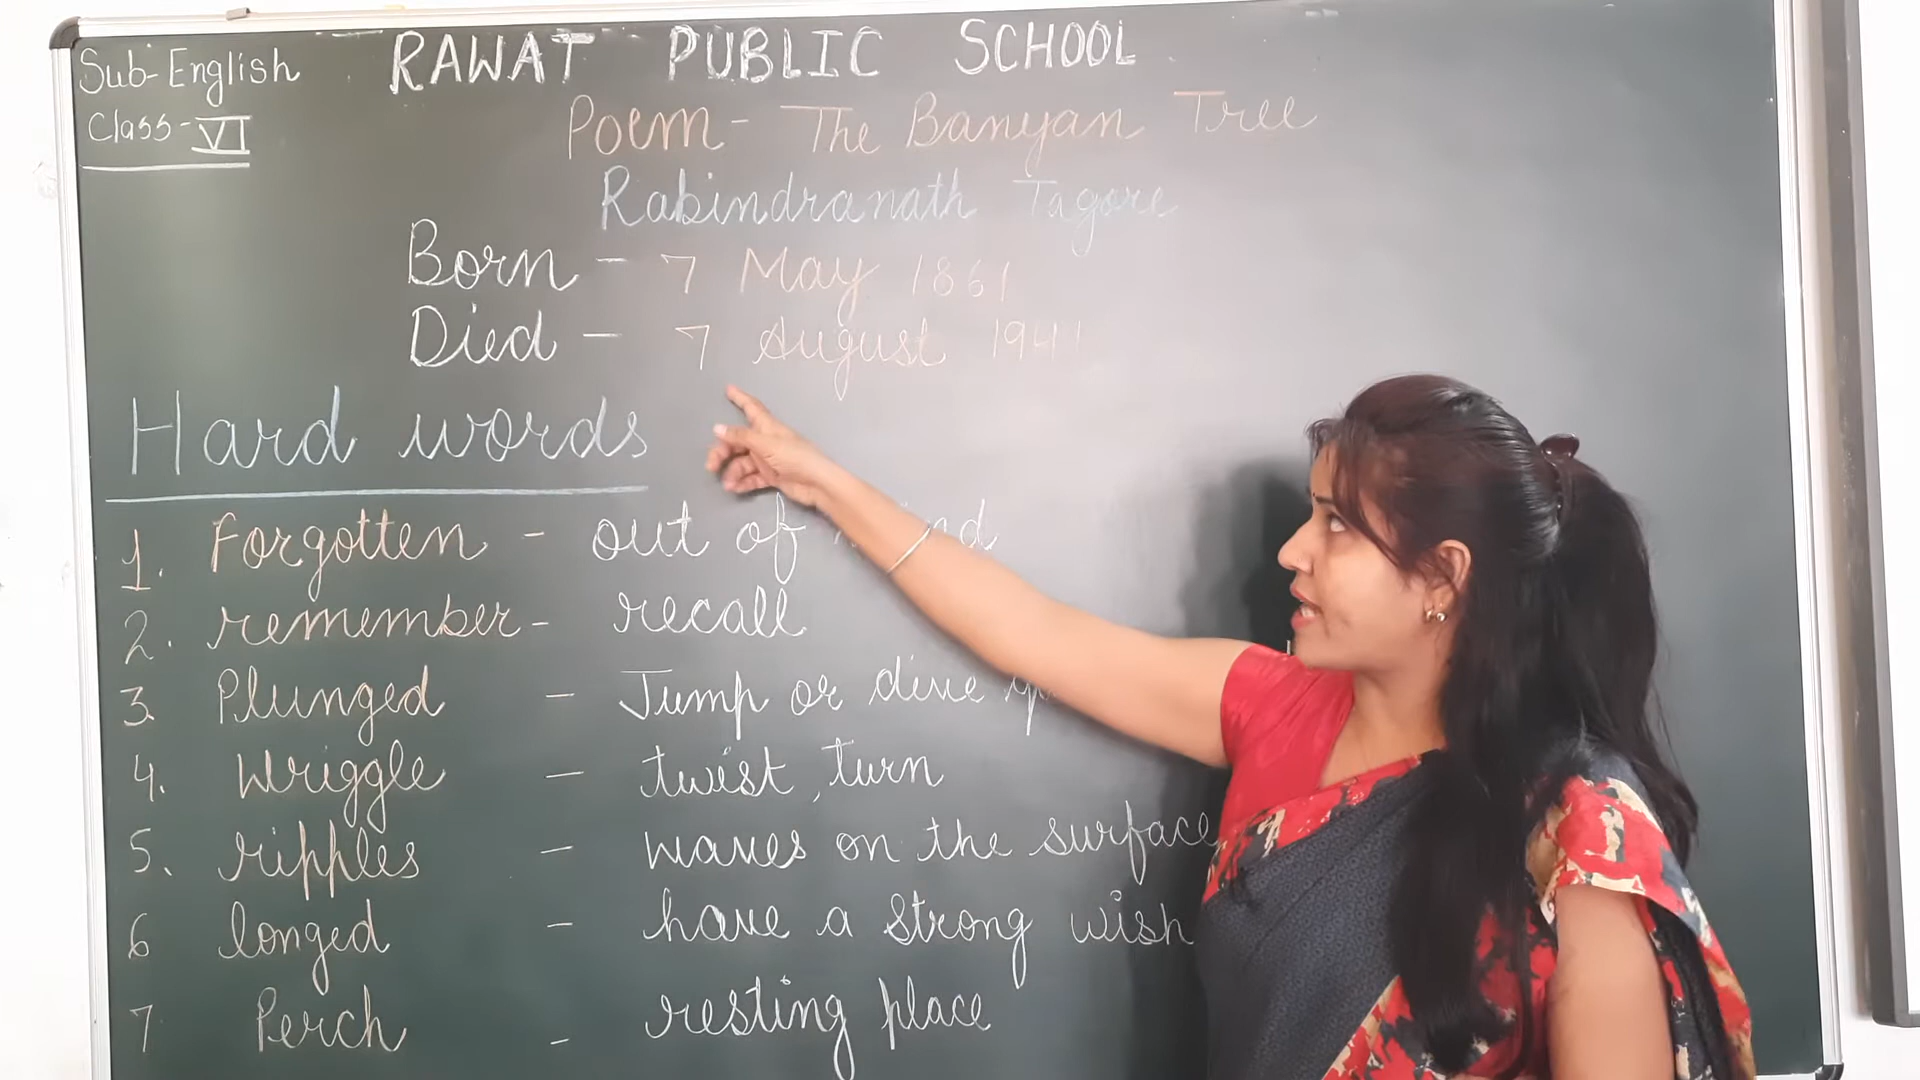 Sub-English
RAWAT PUBLIC SCHOOL
Class-VI
Poem - The Banyan Tree
Rabindranath Tagore
Born - 7 May 1861
Died - 7 August 1941
Hard words
1. Forgotten - out of
2. remember - recall
3. Plunged - Jump or dive
4. Wriggle - twist, turn
5. ripples - waves on the surface
6 longed - have a strong wish
7 Perch - resting place